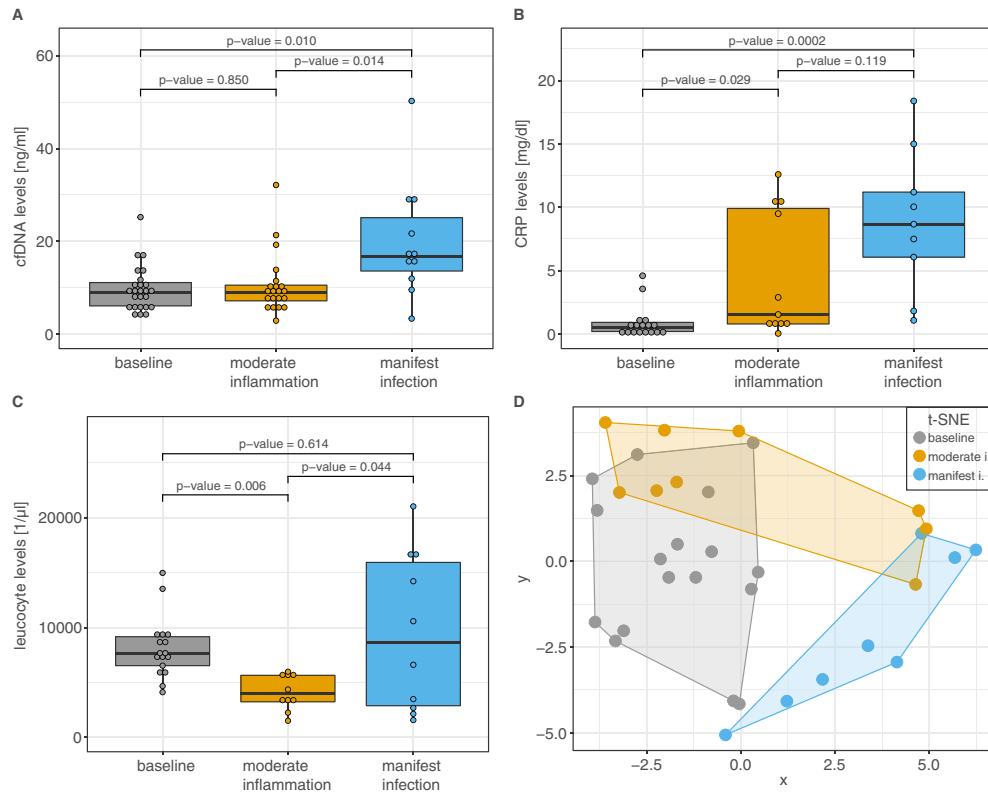 A
60
40
20
0
cfDNA levels [ng/ml]
p−value = 0.010
p−value = 0.014
p−value = 0.850
baseline
moderate
inflammation
manifest
infection
B
20
15
10
5
0
CRP levels [mg/dl]
p−value = 0.0002
p−value = 0.119
p−value = 0.029
baseline
moderate
inflammation
manifest
infection
C
20000
10000
0
leucocyte levels [1/µl]
p−value = 0.614
p−value = 0.044
p−value = 0.006
baseline
moderate
inflammation
manifest
infection
D
t−SNE
baseline
moderate i.
manifest i.
2.5
0.0
−2.5
−5.0
y
−2.5
0.0
2.5
5.0
x